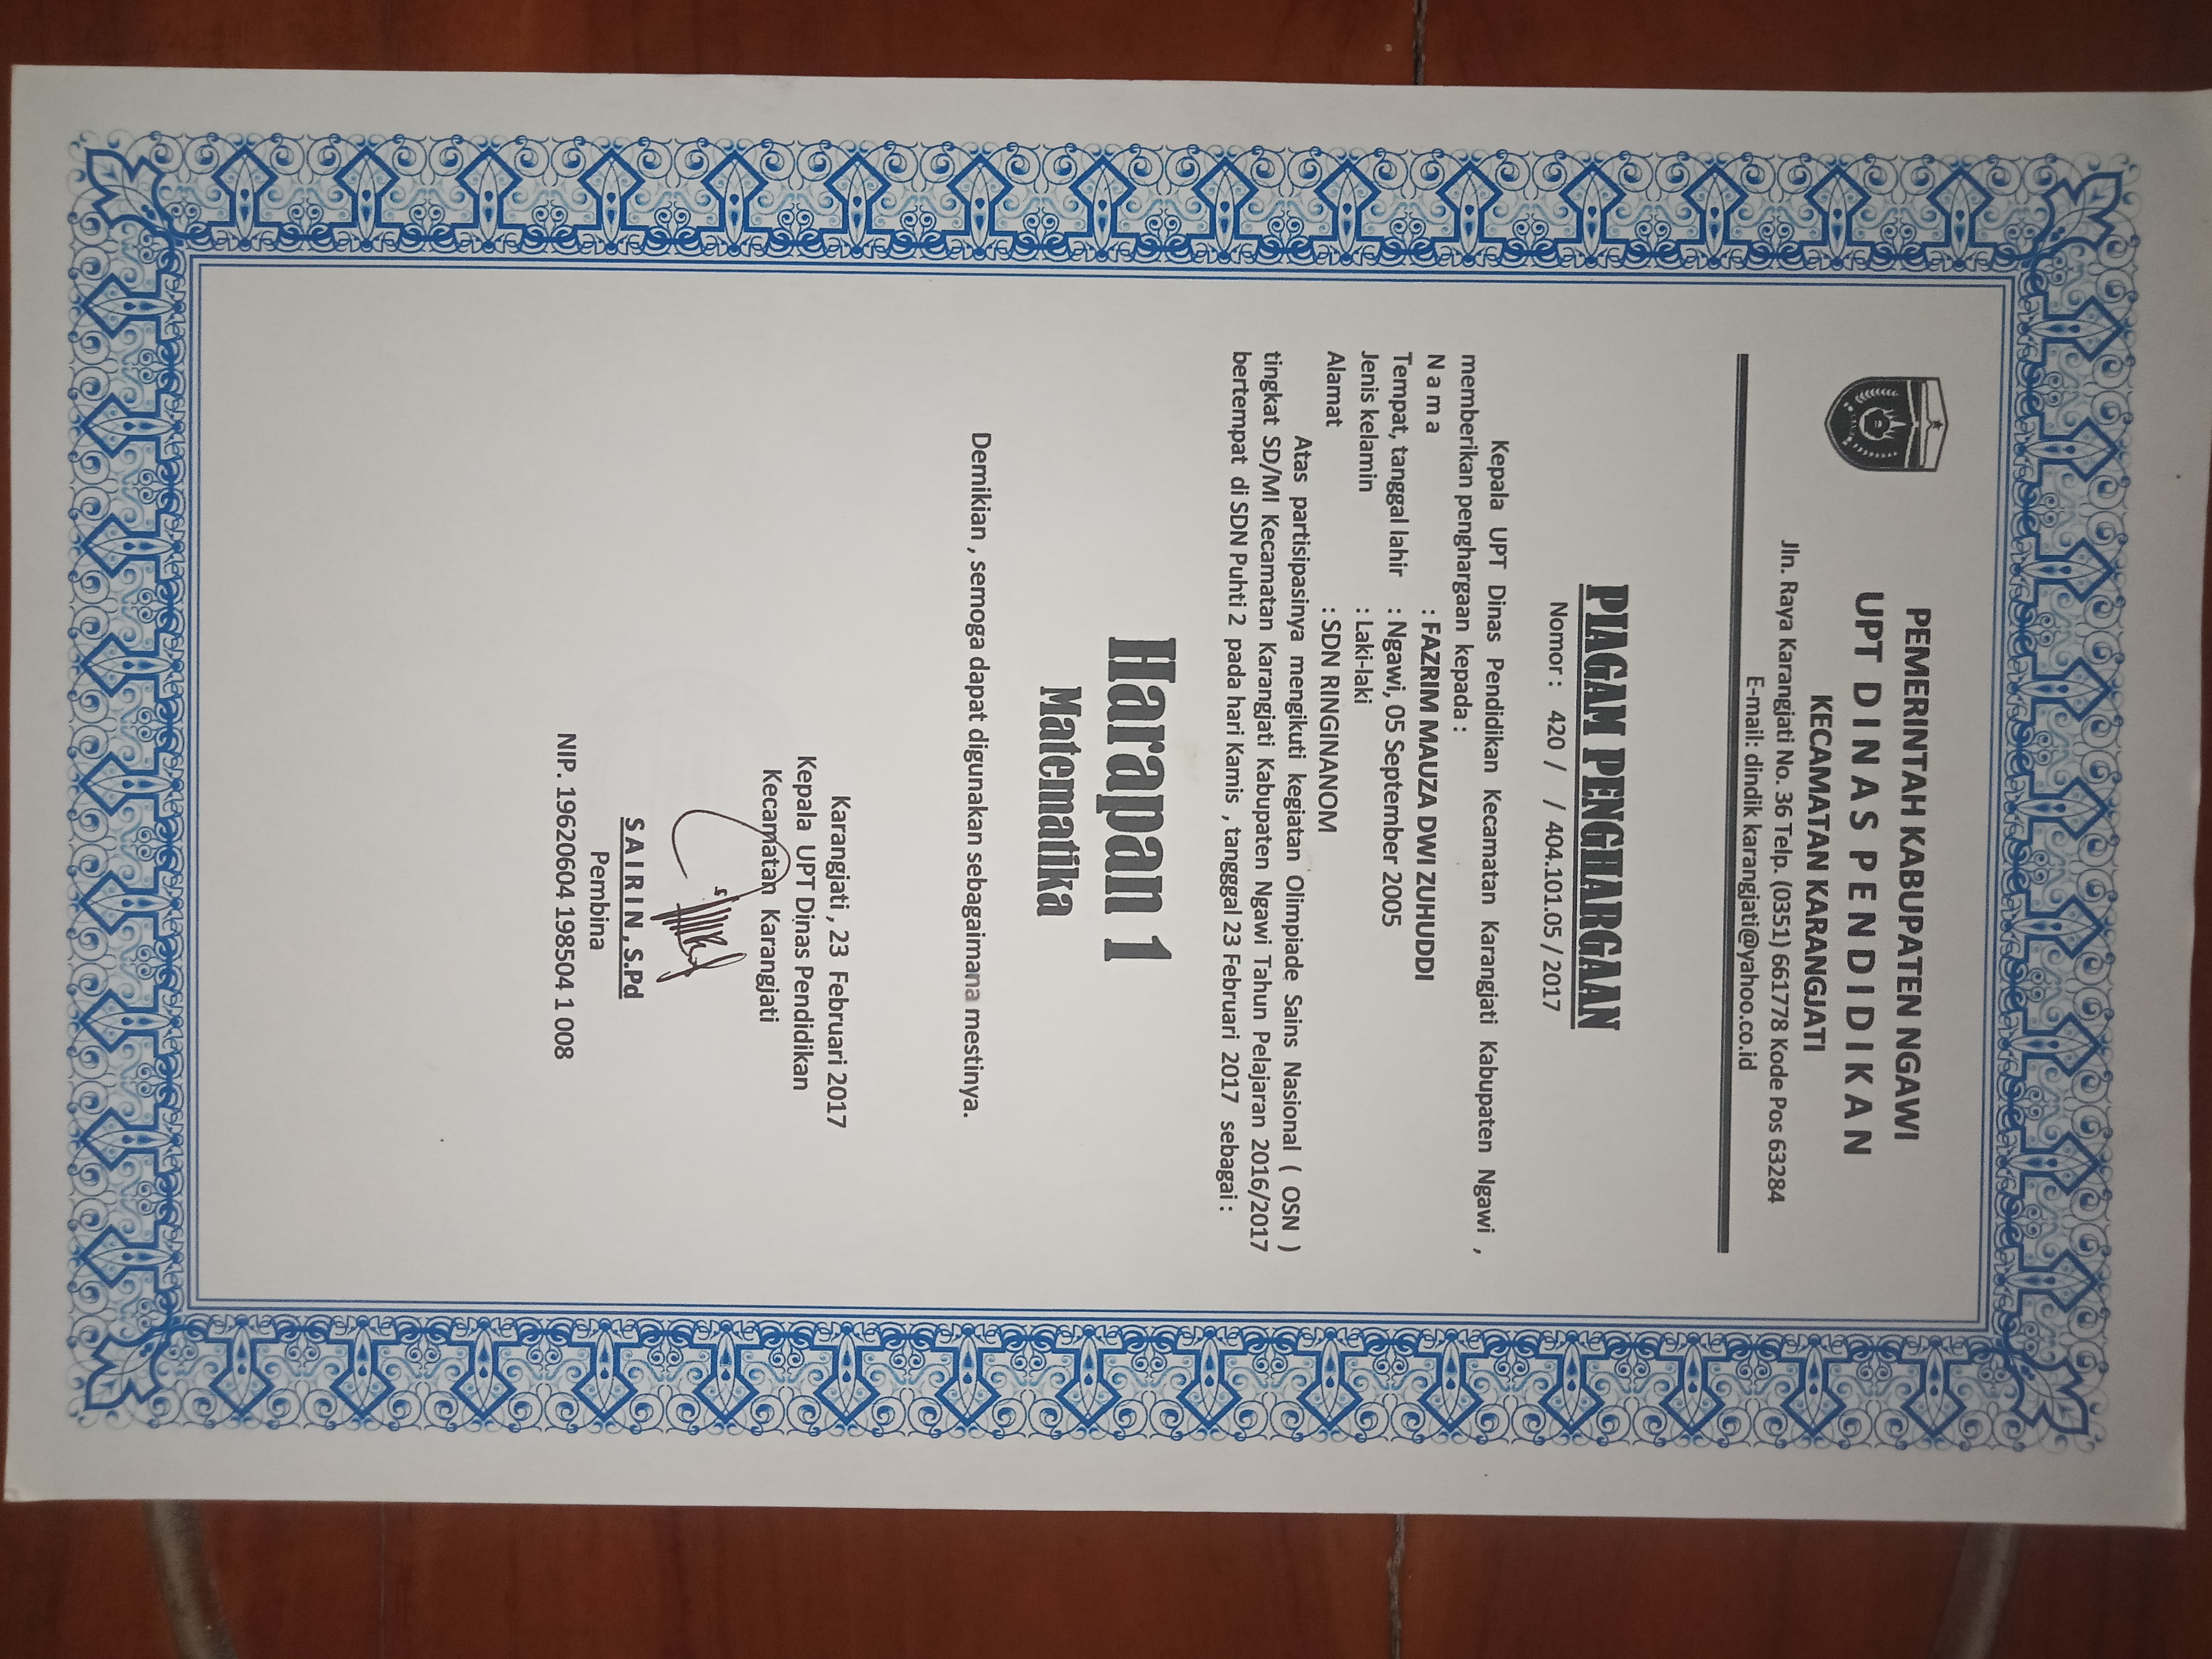 PEMERINTAH KABUPATEN NGAWI
UPT DINAS PENDIDIKAN
KECAMATAN KARANGJATI
Jln. Raya Karangjati No. 36 Telp. (0351) 661778 Kode Pos 63284
E-mail: dindik karangjati@yahoo.co.id
PIAGAM PENGHARGAAN
Nomor : 420 / / 404.101.05 / 2017
Kepala UPT Dinas Pendidikan Kecamatan Karangjati Kabupaten Ngawi ,
memberikan penghargaan kepada :
N a m a : FAZRIM MAUZA DWI ZUHUDDI
Tempat, tanggal lahir : Ngawi, 05 September 2005
Jenis kelamin : Laki-laki
Alamat : SDN RINGINANOM
Atas partisipasinya mengikuti kegiatan Olimpiade Sains Nasional ( OSN )
tingkat SD/MI Kecamatan Karangjati Kabupaten Ngawi Tahun Pelajaran 2016/2017
bertempat di SDN Puhti 2 pada hari Kamis , tangggal 23 Februari 2017 sebagai :
Harapan 1
Matematika
Demikian , semoga dapat digunakan sebagaimana mestinya.
Karangjati , 23 Februari 2017
Kepala UPT Dinas Pendidikan
Kecamatan Karangjati
S A I R I N , S.Pd
Pembina
NIP. 19620604 198504 1 008